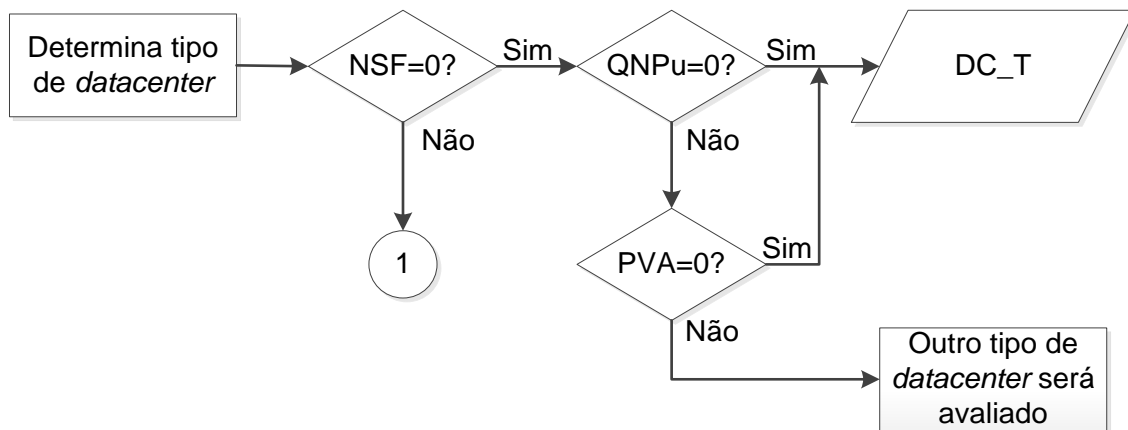 Determina tipo
de datacenter
NSF=0?
Sim
QNPu=0?
Sim
DC_T
Não
Não
1
PVA=0?
Sim
Não
Outro tipo de
datacenter será
avaliado